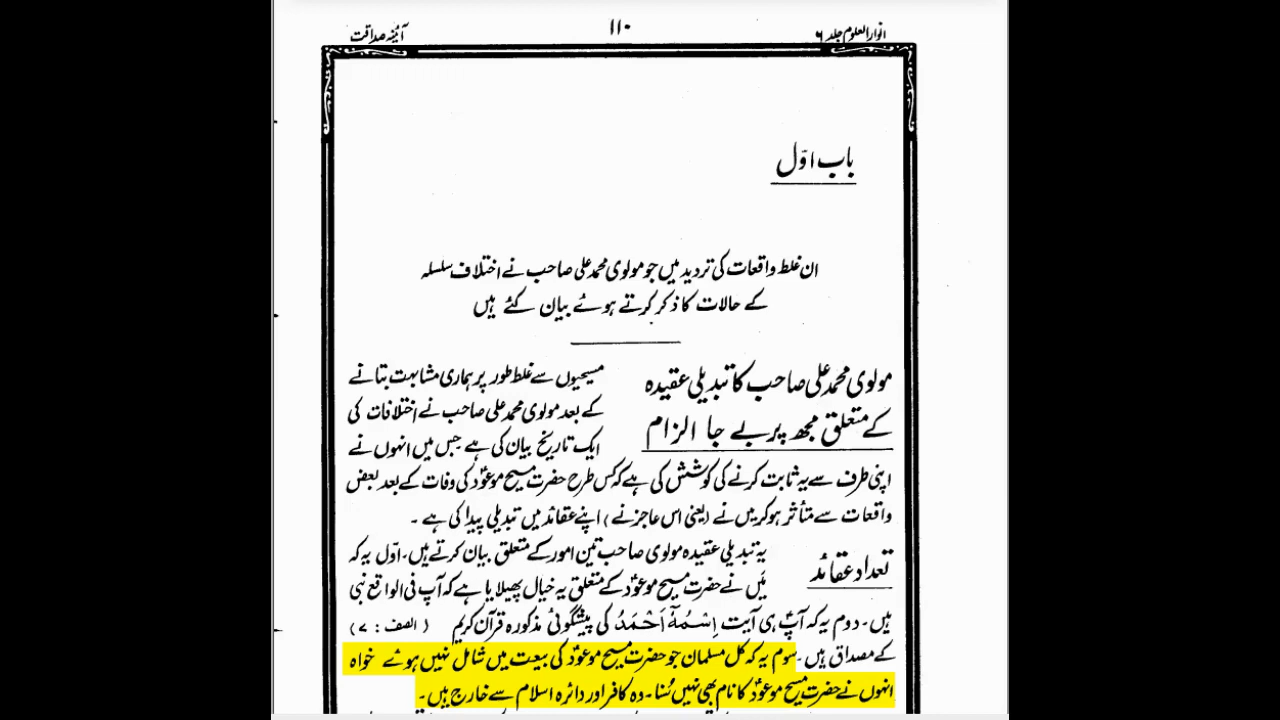 انوار العلوم جلد ۶
۱۱۰
آئینہ صداقت
باب اوّل
ان غلط واقعات کی تردید میں جو مولوی محمد علی صاحب نے اختلاف سلسلہ
کے حالات کا ذکر کرتے ہوئے بیان کئے ہیں
مولوی محمد علی صاحب کا تبدیلی عقیدہ
کے متعلق مجھ پر بے جا الزام
مسیحیوں سے غلط طور پر ہماری مشابہت بتانے
کے بعد مولوی محمد علی صاحب نے اختلافات کی
ایک تاریخ بیان کی ہے جس میں انہوں نے
اپنی طرف سے یہ ثابت کرنے کی کوشش کی ہے کہ کس طرح حضرت مسیح موعودؑ کی وفات کے بعد بعض
واقعات سے متأثر ہو کر میں نے (یعنی اس عاجز نے) اپنے عقائد میں تبدیلی پیدا کی ہے۔
تعداد عقائد
یہ تبدیلی عقیدہ مولوی صاحب تین امور کے متعلق بیان کرتے ہیں۔ اوّل یہ کہ
میَں نے حضرت مسیح موعودؑ کے متعلق یہ خیال پھیلایا ہے کہ آپ فی الواقع نبی
ہیں۔ دوم یہ کہ آپؑ ہی آیت اِسْمُهٗٓ اَحْمَدُ کی پیشگوئی مذکورہ قرآن کریم (الصف : ۷)
کے مصداق ہیں۔ سوم یہ کہ کل مسلمان جو حضرت مسیح موعودؑ کی بیعت میں شامل نہیں ہوئے خواہ
انہوں نے حضرت مسیح موعودؑ کا نام بھی نہیں سُنا۔ وہ کافر اور دائرہ اسلام سے خارج ہیں۔